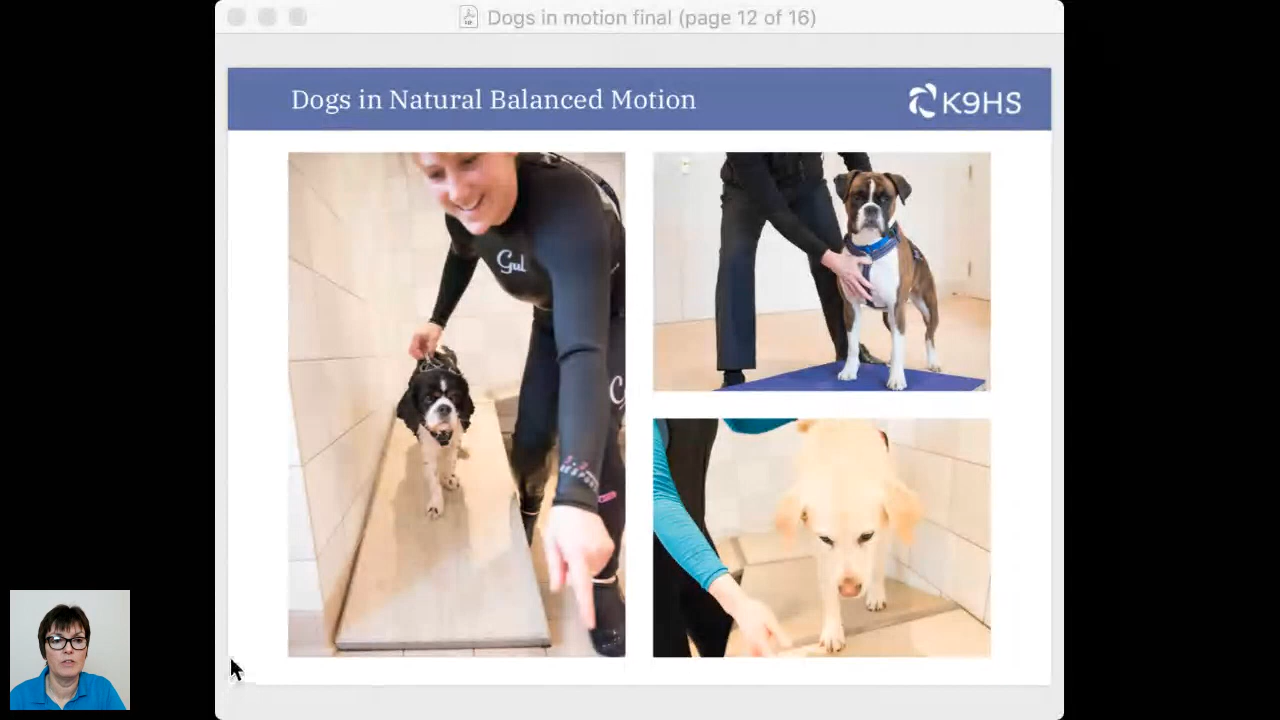 Dogs in motion final (page 12 of 16)
Dogs in Natural Balanced Motion
K9HS
Gul